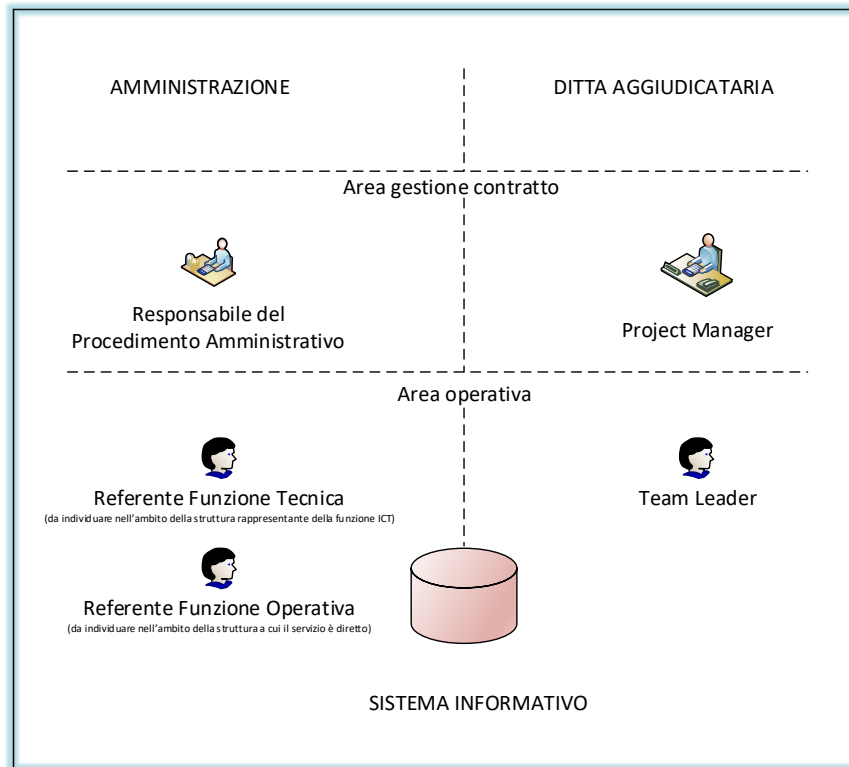 AMMINISTRAZIONE
DITTA AGGIUDICATARIA
Area gestione contratto
Responsabile del
Procedimento Amministrativo
Project Manager
Area operativa
Referente Funzione Tecnica
(da individuare nell'ambito della struttura rappresentante della funzione ICT)
Team Leader
Referente Funzione Operativa
(da individuare nell'ambito della struttura a cui il servizio è diretto)
SISTEMA INFORMATIVO